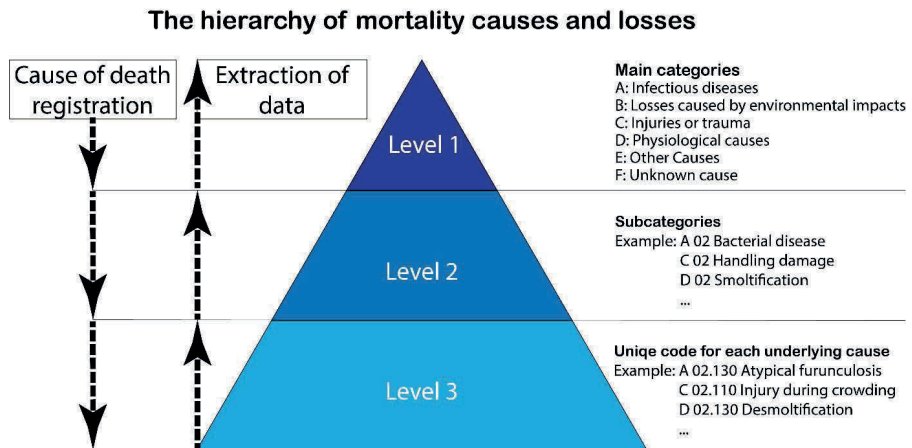 The hierarchy of mortality causes and losses
Cause of death
registration
Extraction of
data
Level 1
Main categories
A: Infectious diseases
B: Losses caused by environmental impacts
C: Injuries or trauma
D: Physiological causes
E: Other Causes
F: Unknown cause
Level 2
Subcategories
Example: A 02 Bacterial disease
C 02 Handling damage
D 02 Smoltification
...
Level 3
Uniqe code for each underlying cause
Example: A 02.130 Atypical furunculosis
C 02.110 Injury during crowding
D 02.130 Desmoltification
...